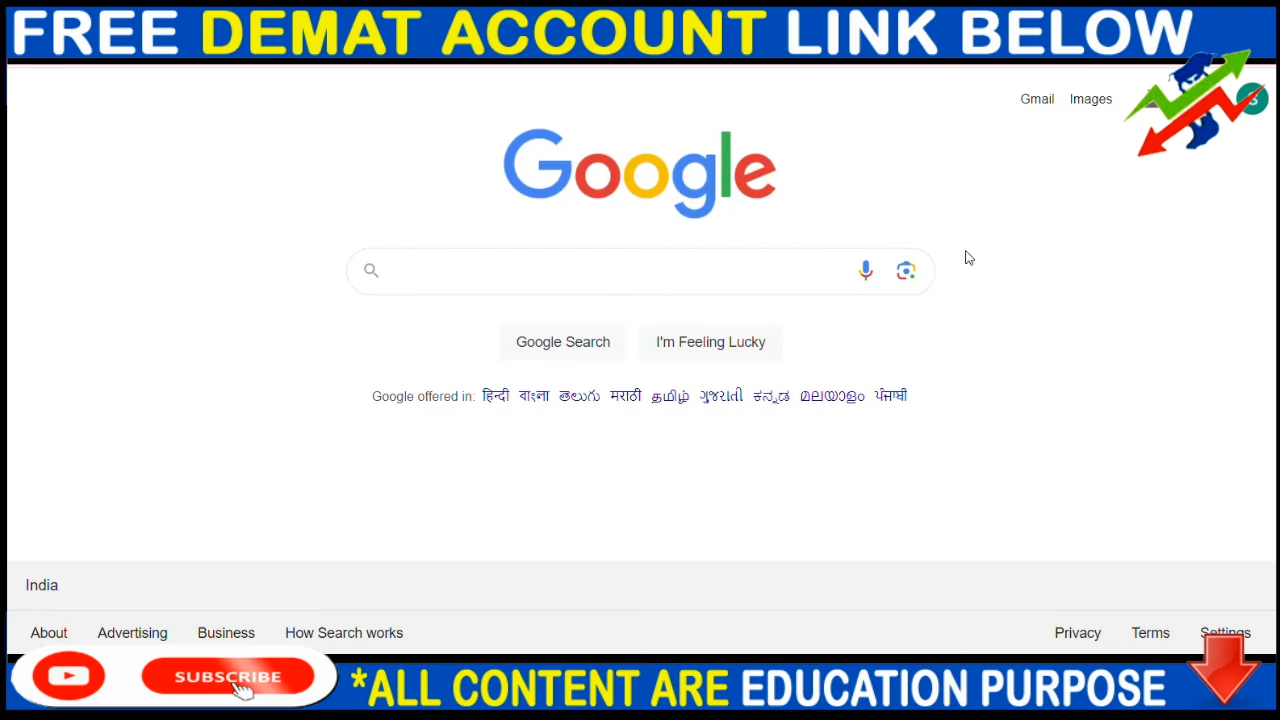 FREE DEMAT ACCOUNT LINK BELOW
Gmail Images
Google
Google Search I'm Feeling Lucky
Google offered in: हिन्दी বাংলা తెలుగు मराठी தமிழ் ગુજરાતી ಕನ್ನಡ മലയാളം ਪੰਜਾਬੀ
India
About Advertising Business How Search works Privacy Terms Settings
SUBSCRIBE
*ALL CONTENT ARE EDUCATION PURPOSE